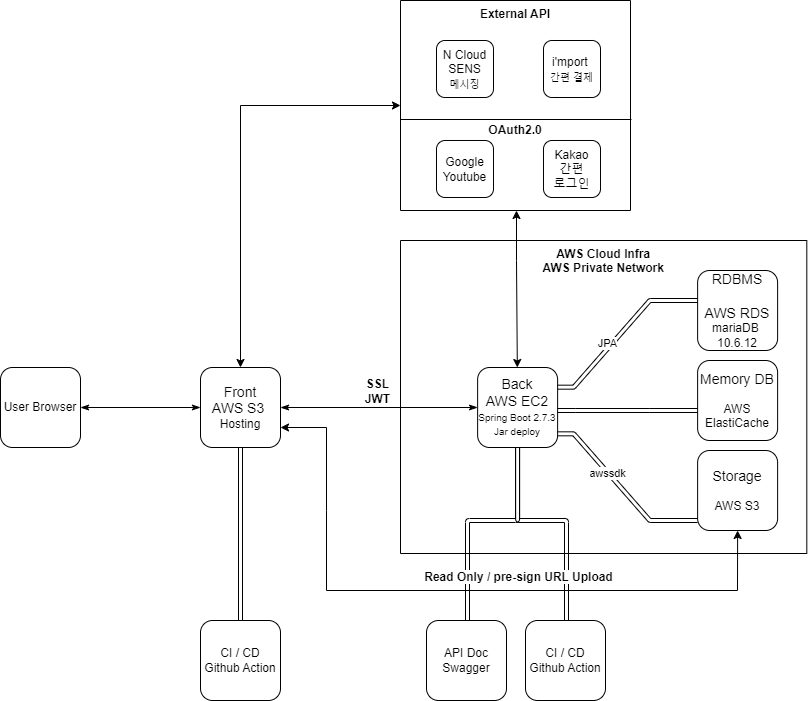 External API
N Cloud
SENS
메시징
i'mport
간편 결제
OAuth2.0
Google
Youtube
Kakao
간편
로그인
AWS Cloud Infra
AWS Private Network
RDBMS
AWS RDS
mariaDB
10.6.12
JPA
User Browser
Front
AWS S3
Hosting
SSL
JWT
Back
AWS EC2
Spring Boot 2.7.3
Jar deploy
Memory DB
AWS
ElastiCache
awssdk
Storage
AWS S3
Read Only / pre-sign URL Upload
CI / CD
Github Action
API Doc
Swagger
CI / CD
Github Action